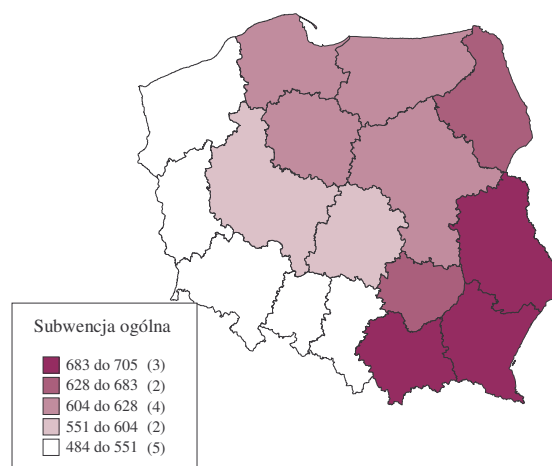 Subwencja ogólna
683 do 705 (3)
628 do 683 (2)
604 do 628 (4)
551 do 604 (2)
484 do 551 (5)